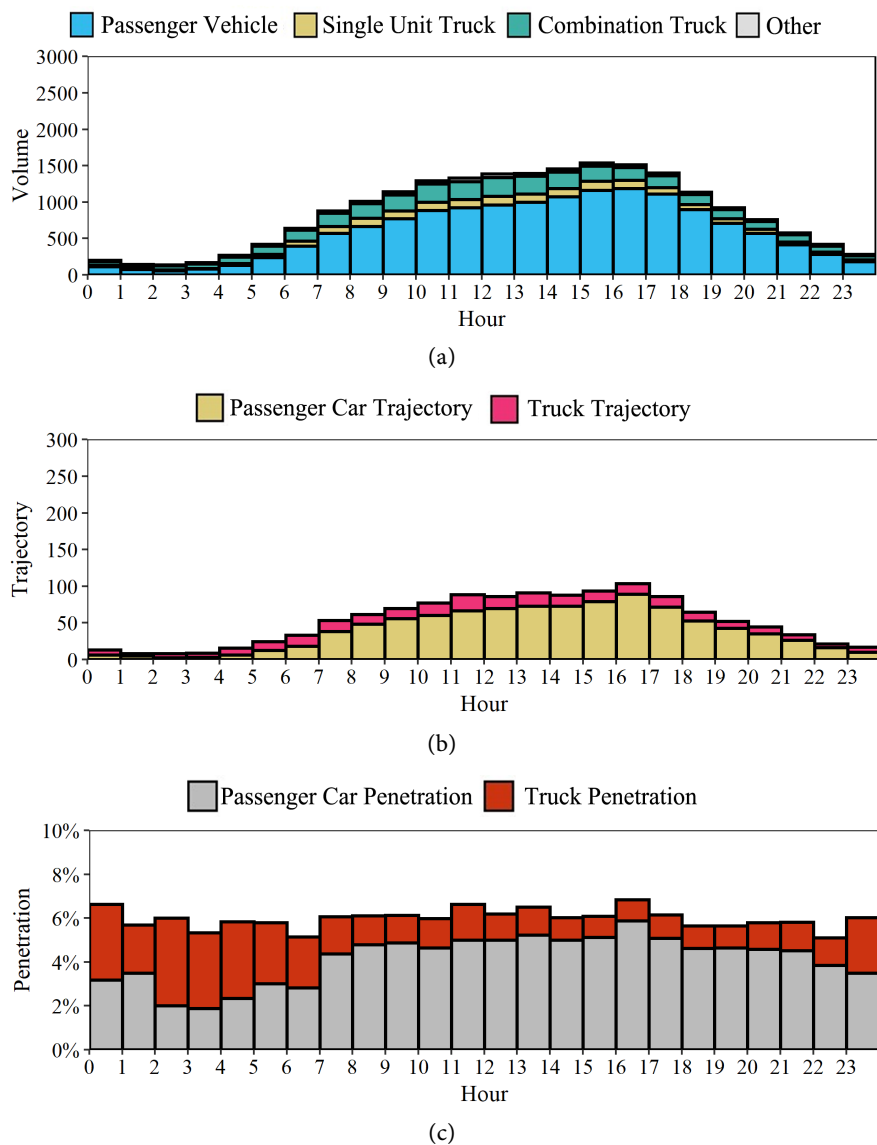 Passenger Vehicle Single Unit Truck Combination Truck Other
3000
2500
2000
1500
1000
500
0
Volume
0 1 2 3 4 5 6 7 8 9 10 11 12 13 14 15 16 17 18 19 20 21 22 23
Hour
(a)
Passenger Car Trajectory Truck Trajectory
300
250
200
150
100
50
0
Trajectory
0 1 2 3 4 5 6 7 8 9 10 11 12 13 14 15 16 17 18 19 20 21 22 23
Hour
(b)
Passenger Car Penetration Truck Penetration
10%
8%
6%
4%
2%
0%
Penetration
0 1 2 3 4 5 6 7 8 9 10 11 12 13 14 15 16 17 18 19 20 21 22 23
Hour
(c)